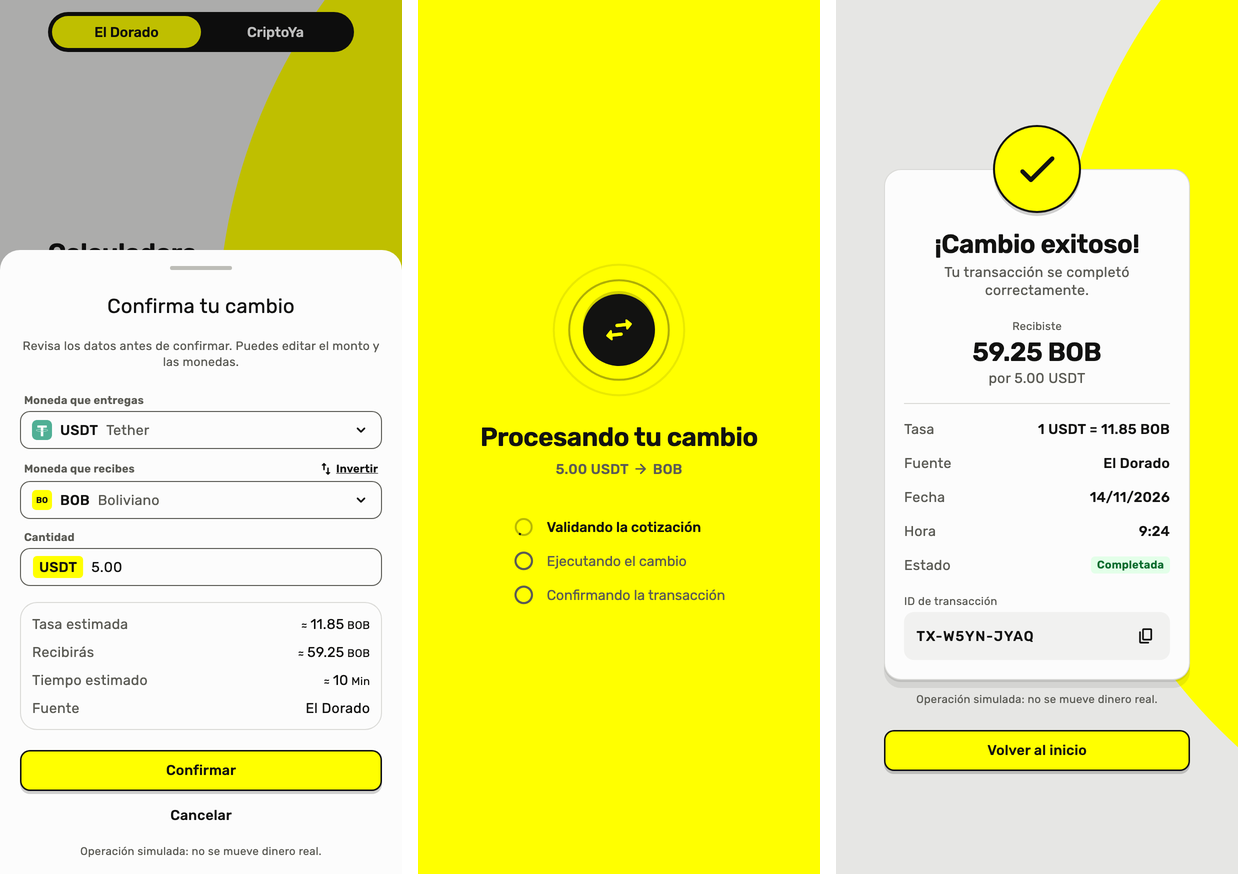 El Dorado
CriptoYa
Calculadora
Confirma tu cambio
Revisa los datos antes de confirmar. Puedes editar el monto y
las monedas.
Moneda que entregas
USDT Tether
Moneda que recibes
Invertir
BO BOB Boliviano
Cantidad
USDT 5.00
Tasa estimada ≈ 11.85 BOB
Recibirás ≈ 59.25 BOB
Tiempo estimado ≈ 10 Min
Fuente El Dorado
Confirmar
Cancelar
Operación simulada: no se mueve dinero real.
Procesando tu cambio
5.00 USDT → BOB
Validando la cotización
Ejecutando el cambio
Confirmando la transacción
¡Cambio exitoso!
Tu transacción se completó
correctamente.
Recibiste
59.25 BOB
por 5.00 USDT
Tasa 1 USDT = 11.85 BOB
Fuente El Dorado
Fecha 14/11/2026
Hora 9:24
Estado Completada
ID de transacción
TX-W5YN-JYAQ
Operación simulada: no se mueve dinero real.
Volver al inicio